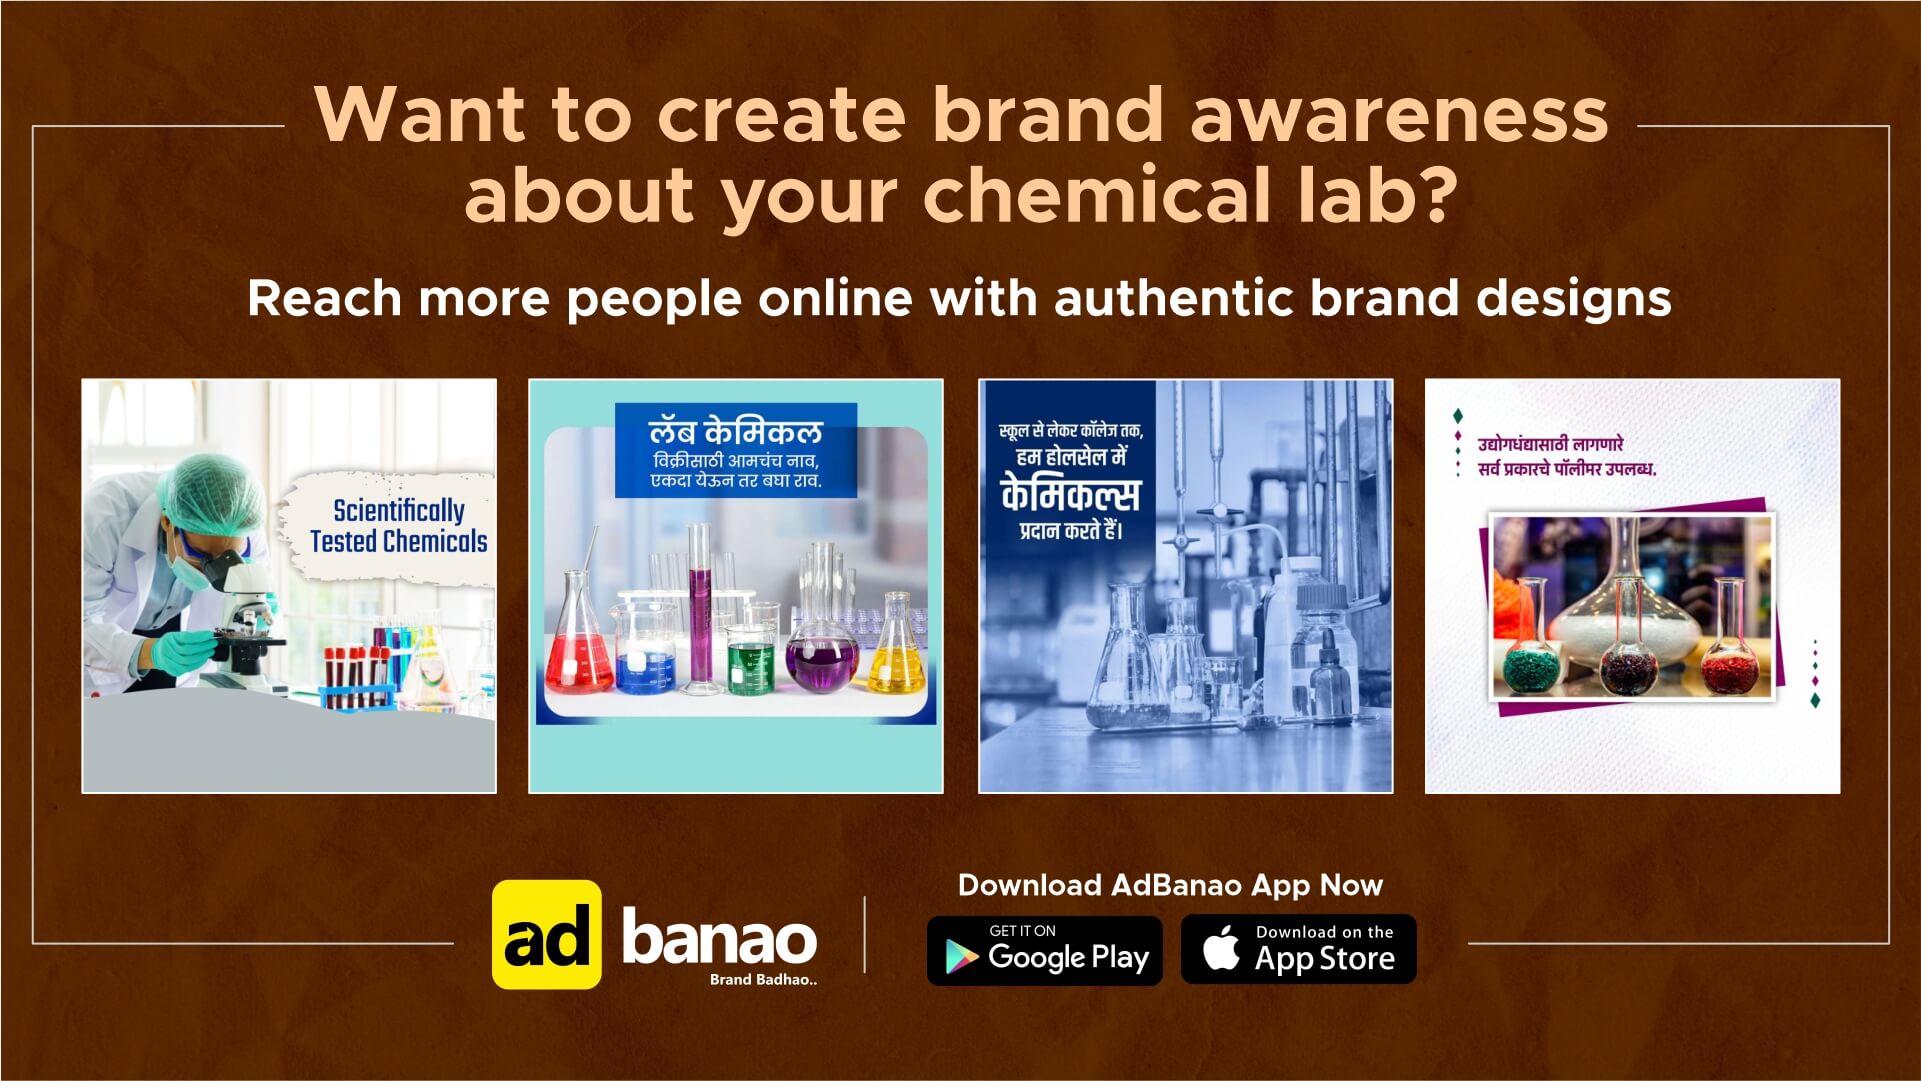 Want to create brand awareness
about your chemical lab?
Reach more people online with authentic brand designs
Scientifically
Tested Chemicals
लॅब केमिकल
विक्रीसाठी आमचंच नाव,
एकदा येऊन तर बघा राव.
स्कूल से लेकर कॉलेज तक,
हम होलसेल में
केमिकल्स
प्रदान करते हैं।
उद्योगधंद्यासाठी लागणारे
सर्व प्रकारचे पॉलीमर उपलब्ध.
ad banao
Brand Badhao..
Download AdBanao App Now
GET IT ON
Google Play
Download on the
App Store